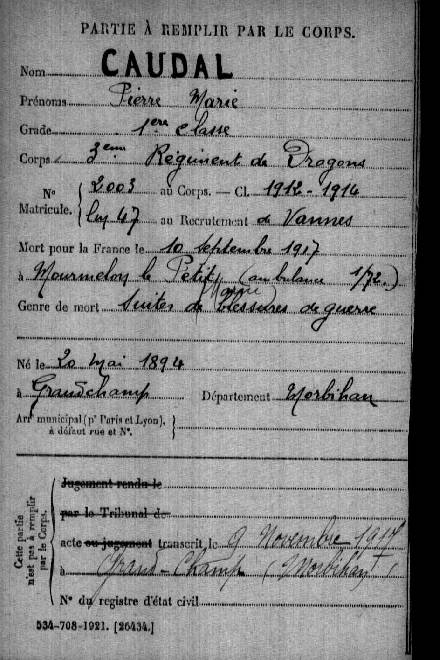 PARTIE À REMPLIR PAR LE CORPS.
Nom CAUDAL
Prénoms Pierre Marie
Grade 1ère classe
Corps 3eme Régiment de Dragons
N° Matricule. 2003 au Corps. — Cl. 1912-1914
47 au Recrutement de Vannes
Mort pour la France le 10 septembre 1917
à Mourmelon le Petit (Marne) (ambulance 1/72.)
Genre de mort Suites de blessures de guerre
Né le 20 mai 1894
à Grandchamp Département Morbihan
Arr municipal (pr Paris et Lyon),
à défaut rue et N°.
Cette partie n'est pas à remplir par le Corps.
Jugement rendu le
par le Tribunal de
acte ou jugement transcrit le 9 Novembre 1917
à Grand-Champ (Morbihan)
N° du registre d'état civil
534-708-1921. [26434.]